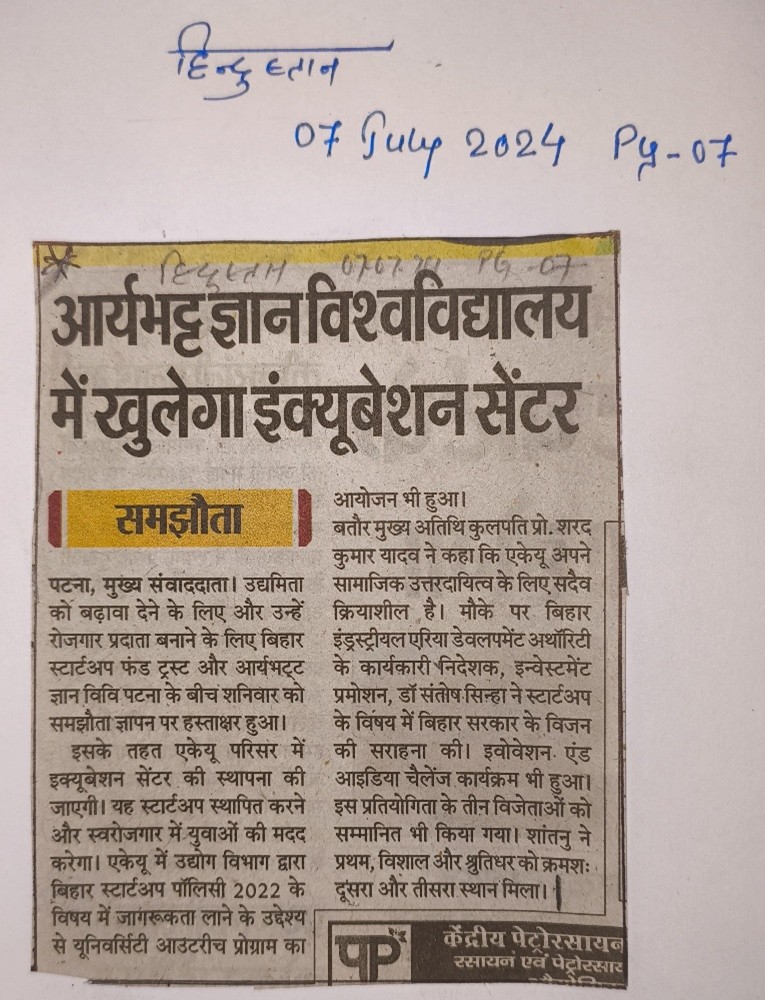 हिन्दुस्तान
07 July 2024 Pg-07
हिन्दुस्तान 07.07.24 PG-07
आर्यभट्ट ज्ञान विश्वविद्यालय
में खुलेगा इंक्यूबेशन सेंटर
समझौता
पटना, मुख्य संवाददाता। उद्यमिता
को बढ़ावा देने के लिए और उन्हें
रोजगार प्रदाता बनाने के लिए बिहार
स्टार्टअप फंड ट्रस्ट और आर्यभट्ट
ज्ञान विवि पटना के बीच शनिवार को
समझौता ज्ञापन पर हस्ताक्षर हुआ।
इसके तहत एकेयू परिसर में
इक्यूबेशन सेंटर की स्थापना की
जाएगी। यह स्टार्टअप स्थापित करने
और स्वरोजगार में युवाओं की मदद
करेगा। एकेयू में उद्योग विभाग द्वारा
बिहार स्टार्टअप पॉलिसी 2022 के
विषय में जागरूकता लाने के उद्देश्य
से यूनिवर्सिटी आउटरीच प्रोग्राम का
आयोजन भी हुआ।
बतौर मुख्य अतिथि कुलपति प्रो. शरद
कुमार यादव ने कहा कि एकेयू अपने
सामाजिक उत्तरदायित्व के लिए सदैव
क्रियाशील है। मौके पर बिहार
इंड्रस्ट्रीयल एरिया डेवलपमेंट अथॉरिटी
के कार्यकारी निदेशक, इन्वेस्टमेंट
प्रमोशन, डॉ संतोष सिन्हा ने स्टार्टअप
के विषय में बिहार सरकार के विजन
की सराहना की। इवोवेशन एंड
आइडिया चैलेंज कार्यक्रम भी हुआ।
इस प्रतियोगिता के तीन विजेताओं को
सम्मानित भी किया गया। शांतनु ने
प्रथम, विशाल और श्रुतिधर को क्रमशः
दूसरा और तीसरा स्थान मिला।
केंद्रीय पेट्रोरसायन
रसायन एवं पेट्रोरसार